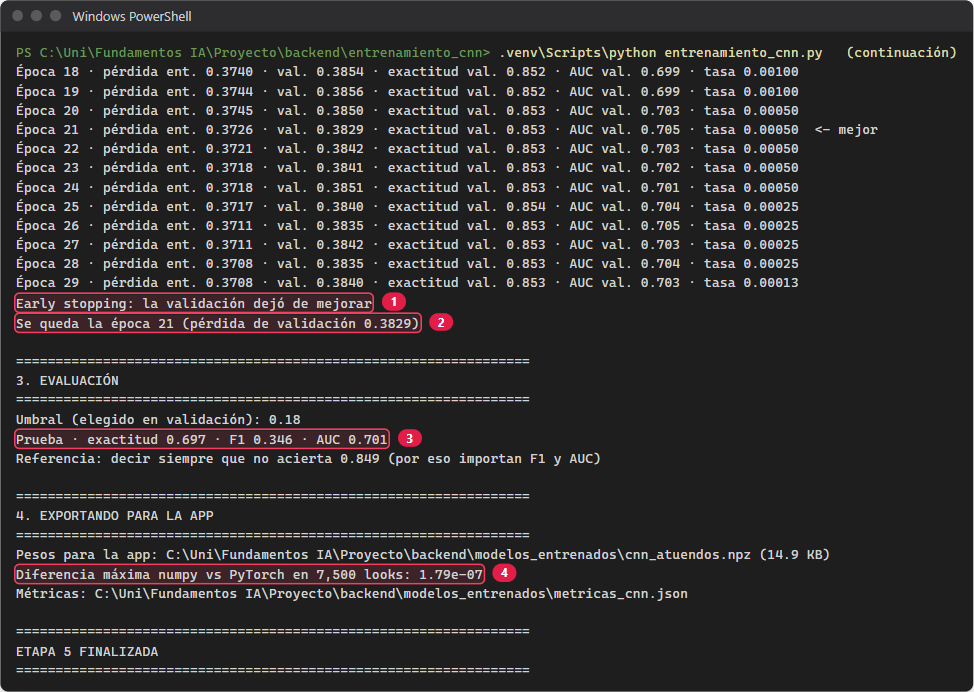 Windows PowerShell
PS C:\Uni\Fundamentos IA\Proyecto\backend\entrenamiento_cnn> .venv\Scripts\python entrenamiento_cnn.py (continuación)
Época 18 · pérdida ent. 0.3740 · val. 0.3854 · exactitud val. 0.852 · AUC val. 0.699 · tasa 0.00100
Época 19 · pérdida ent. 0.3744 · val. 0.3856 · exactitud val. 0.852 · AUC val. 0.699 · tasa 0.00100
Época 20 · pérdida ent. 0.3745 · val. 0.3850 · exactitud val. 0.853 · AUC val. 0.703 · tasa 0.00050
Época 21 · pérdida ent. 0.3726 · val. 0.3829 · exactitud val. 0.853 · AUC val. 0.705 · tasa 0.00050 <- mejor
Época 22 · pérdida ent. 0.3721 · val. 0.3842 · exactitud val. 0.853 · AUC val. 0.703 · tasa 0.00050
Época 23 · pérdida ent. 0.3718 · val. 0.3841 · exactitud val. 0.853 · AUC val. 0.702 · tasa 0.00050
Época 24 · pérdida ent. 0.3718 · val. 0.3851 · exactitud val. 0.853 · AUC val. 0.701 · tasa 0.00050
Época 25 · pérdida ent. 0.3717 · val. 0.3840 · exactitud val. 0.854 · AUC val. 0.704 · tasa 0.00025
Época 26 · pérdida ent. 0.3711 · val. 0.3835 · exactitud val. 0.853 · AUC val. 0.705 · tasa 0.00025
Época 27 · pérdida ent. 0.3711 · val. 0.3842 · exactitud val. 0.853 · AUC val. 0.703 · tasa 0.00025
Época 28 · pérdida ent. 0.3708 · val. 0.3835 · exactitud val. 0.853 · AUC val. 0.704 · tasa 0.00025
Época 29 · pérdida ent. 0.3708 · val. 0.3840 · exactitud val. 0.853 · AUC val. 0.703 · tasa 0.00013
Early stopping: la validación dejó de mejorar 1
Se queda la época 21 (pérdida de validación 0.3829) 2
=================================================================
3. EVALUACIÓN
=================================================================
Umbral (elegido en validación): 0.18
Prueba · exactitud 0.697 · F1 0.346 · AUC 0.701 3
Referencia: decir siempre que no acierta 0.849 (por eso importan F1 y AUC)
=================================================================
4. EXPORTANDO PARA LA APP
=================================================================
Pesos para la app: C:\Uni\Fundamentos IA\Proyecto\backend\modelos_entrenados\cnn_atuendos.npz (14.9 KB)
Diferencia máxima numpy vs PyTorch en 7,500 looks: 1.79e-07 4
Métricas: C:\Uni\Fundamentos IA\Proyecto\backend\modelos_entrenados\metricas_cnn.json
=================================================================
ETAPA 5 FINALIZADA
=================================================================